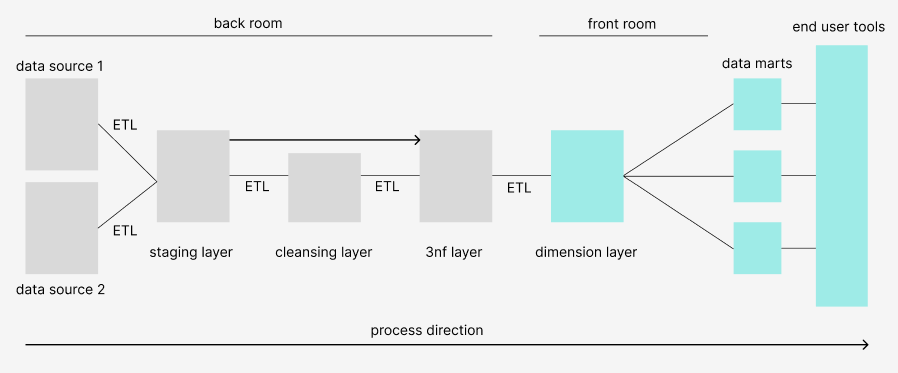 back room
front room
end user tools
data source 1
data marts
ETL
ETL
ETL
ETL
ETL
staging layer
cleansing layer
3nf layer
dimension layer
data source 2
process direction